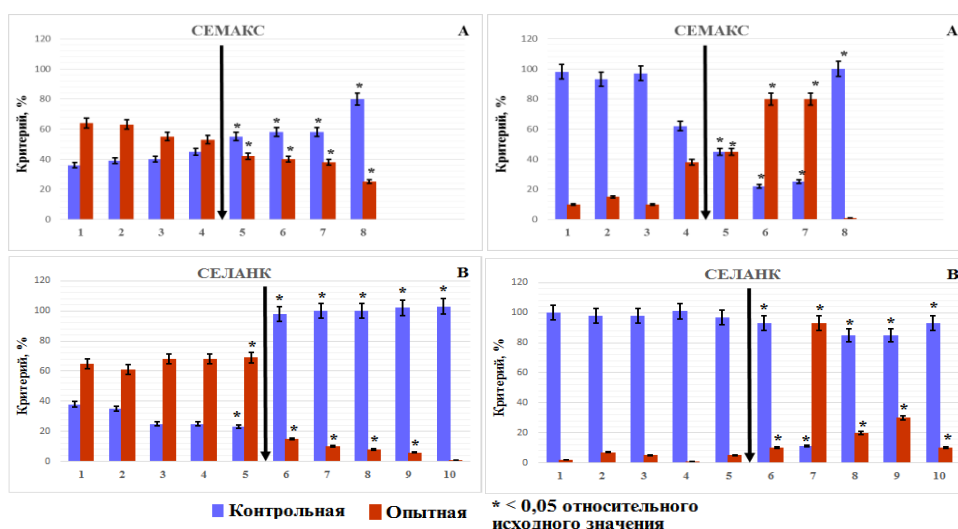 СЕМАКС
А
Критерий, %
120
100
80
60
40
20
0
1 2 3 4 5 6 7 8
* * * * * * * *
СЕМАКС
А
Критерий, %
120
100
80
60
40
20
0
1 2 3 4 5 6 7 8
* * * * * * *
СЕЛАНК
В
Критерий, %
120
100
80
60
40
20
0
1 2 3 4 5 6 7 8 9 10
* * * * * * * * * * *
СЕЛАНК
В
Критерий, %
120
100
80
60
40
20
0
1 2 3 4 5 6 7 8 9 10
* * * * * * * * * *
Контрольная Опытная
* < 0,05 относительного
исходного значения